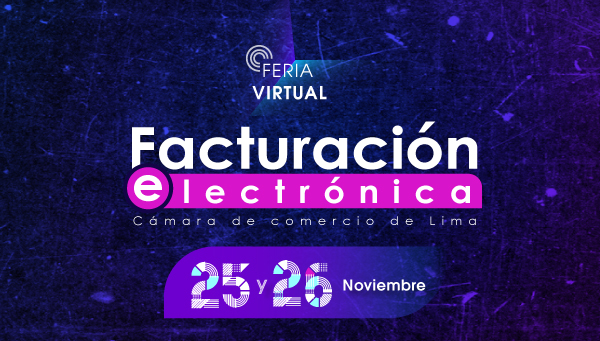 FERIA
VIRTUAL
Facturación
electrónica
Cámara de comercio de Lima
25 y 26 Noviembre